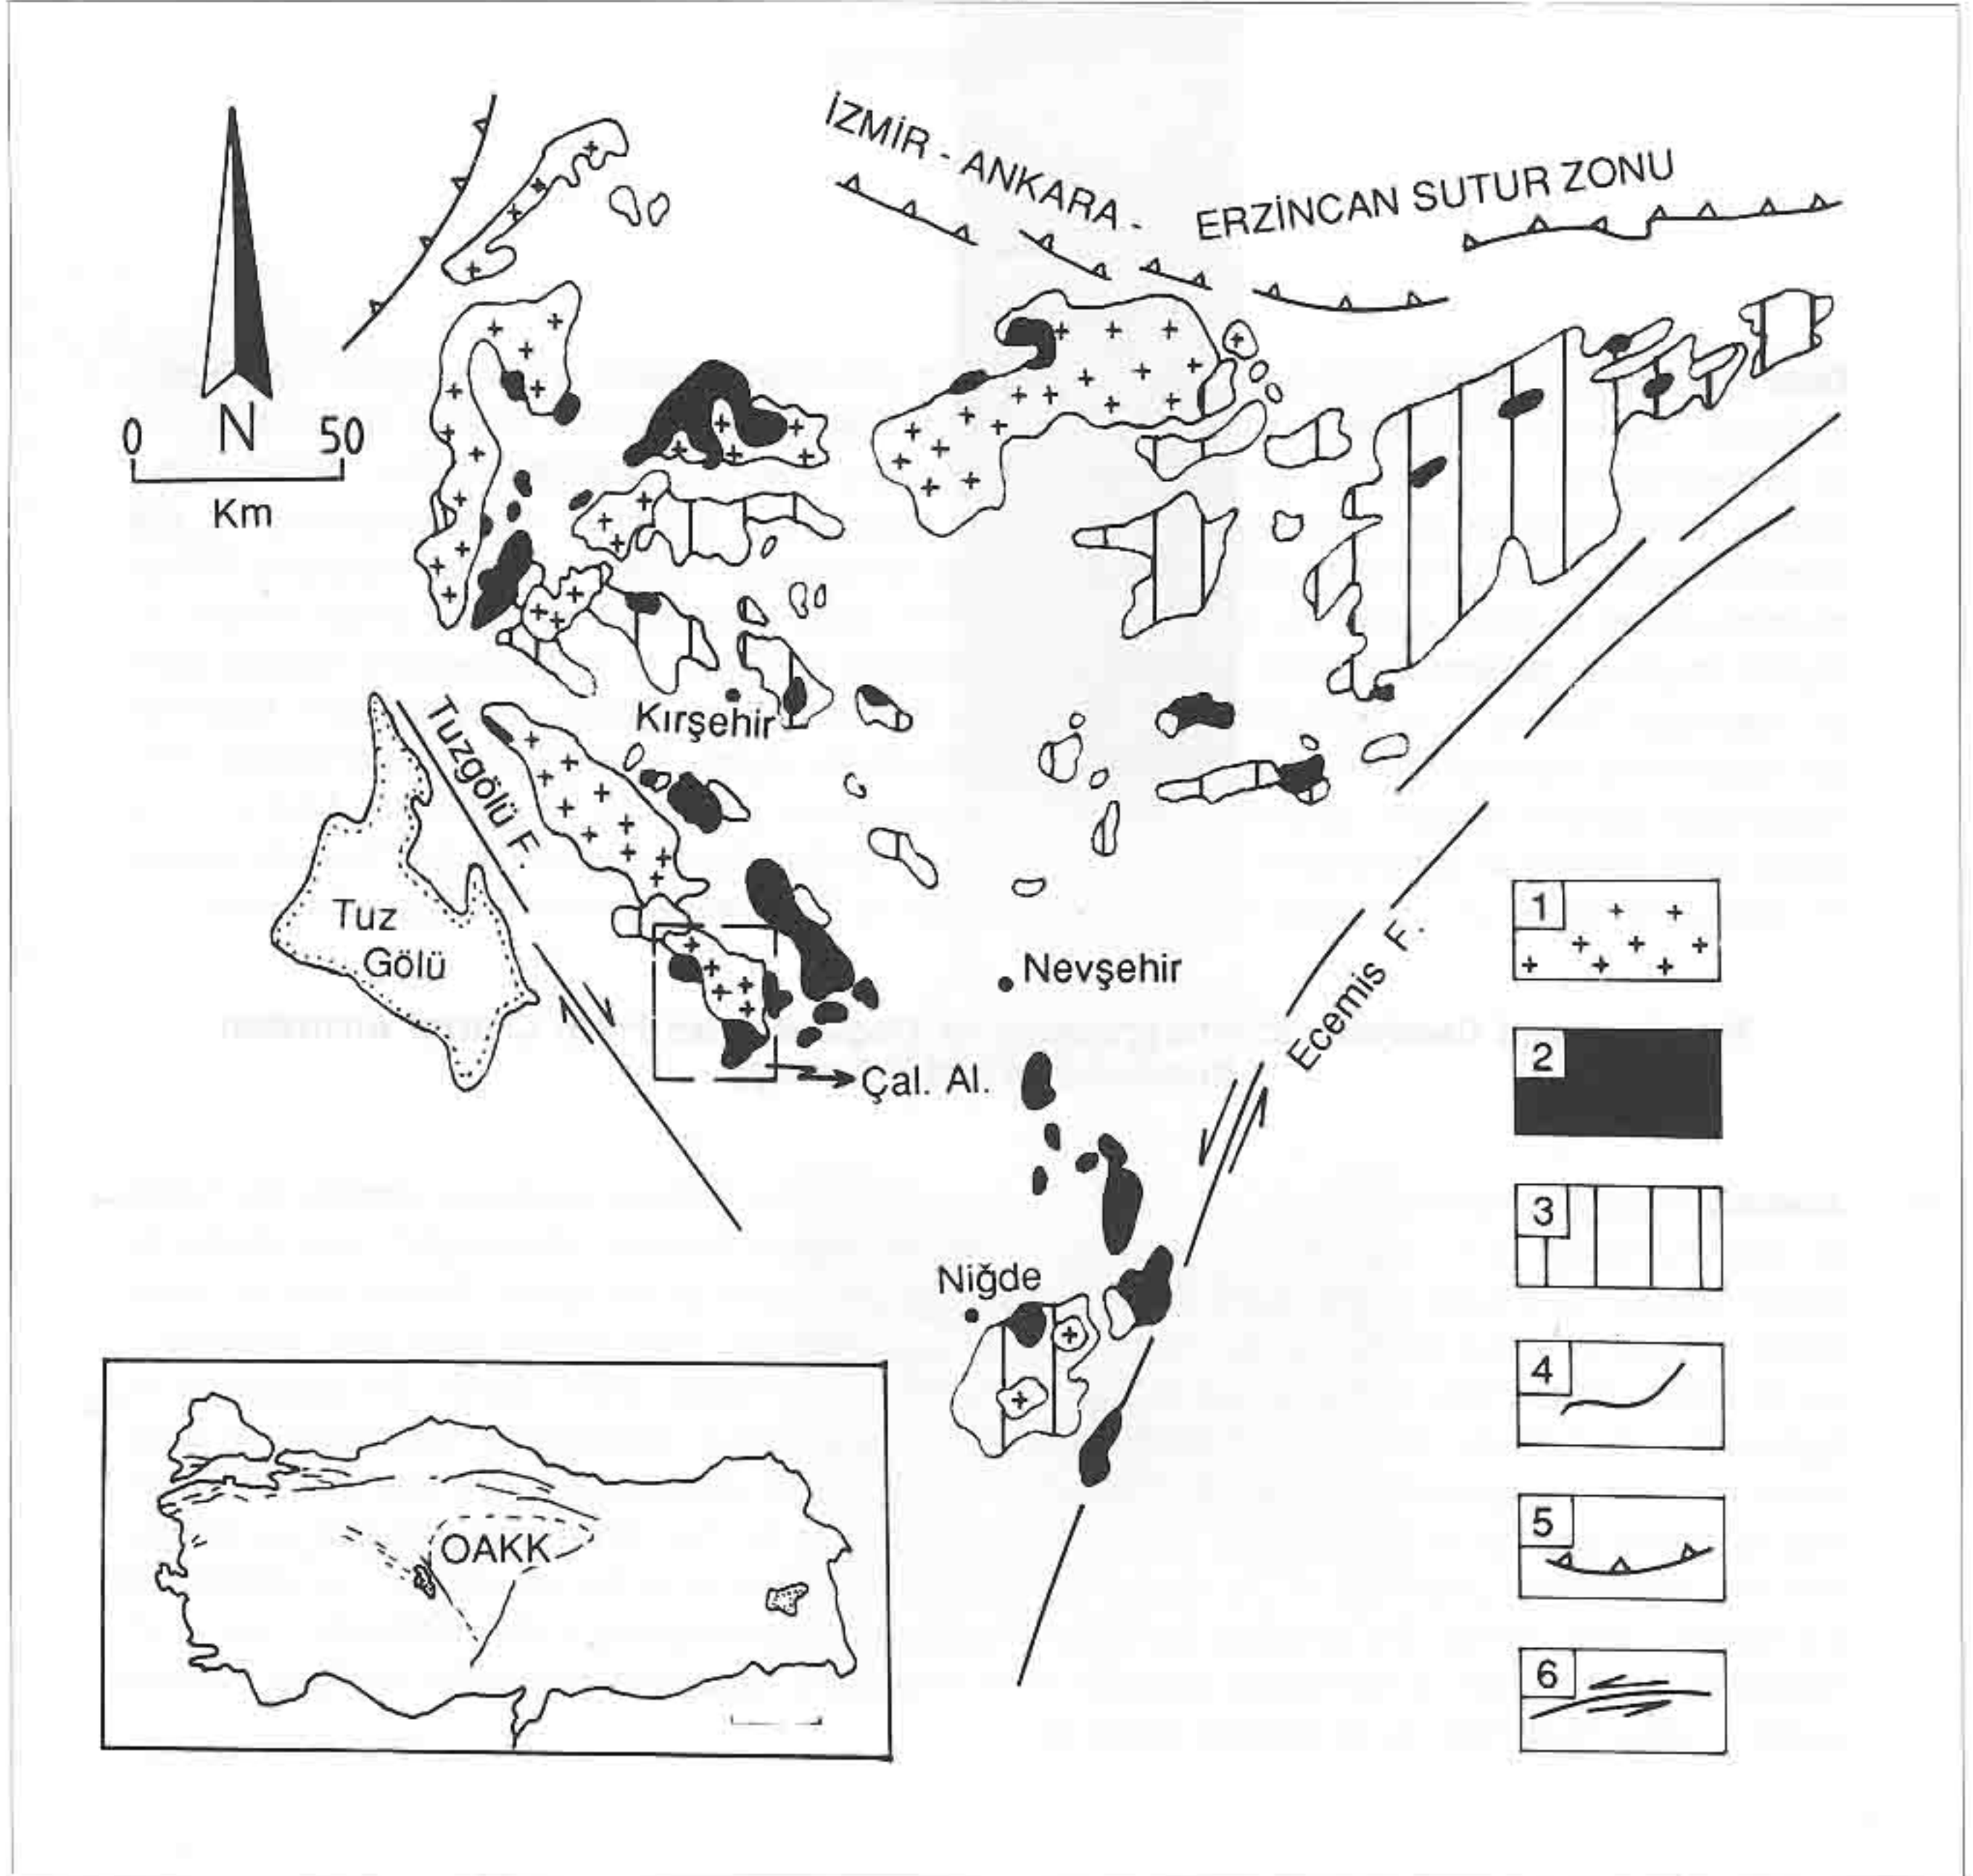 İZMİR - ANKARA - ERZİNCAN SUTUR ZONU
0 N 50
Km
Kırşehir
Tuzgölü F.
Tuz
Gölü
Nevşehir
Ecemis F.
Çal. Al.
Niğde
OAKK
1
2
3
4
5
6